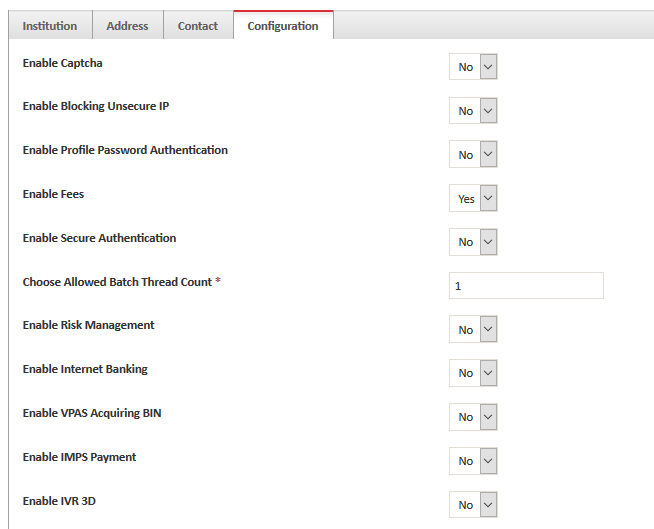 Institution Address Contact Configuration
Enable Captcha No
Enable Blocking Unsecure IP No
Enable Profile Password Authentication No
Enable Fees Yes
Enable Secure Authentication No
Choose Allowed Batch Thread Count * 1
Enable Risk Management No
Enable Internet Banking No
Enable VPAS Acquiring BIN No
Enable IMPS Payment No
Enable IVR 3D No